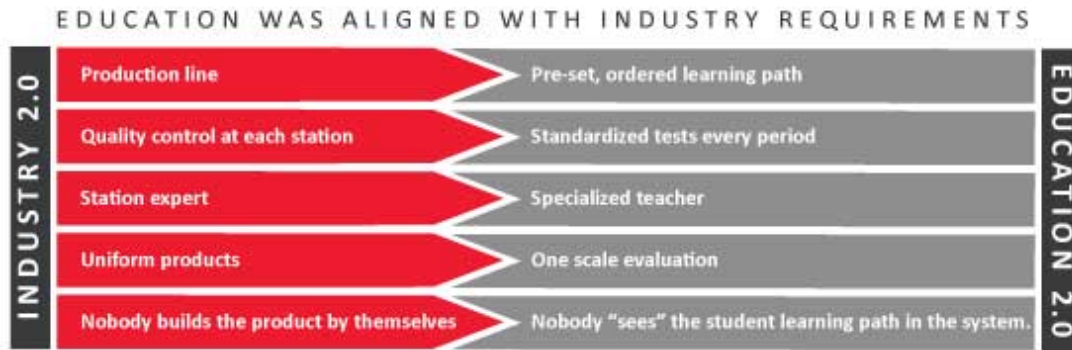 EDUCATION WAS ALIGNED WITH INDUSTRY REQUIREMENTS
INDUSTRY 2.0
Production line
Pre-set, ordered learning path
Quality control at each station
Standardized tests every period
Station expert
Specialized teacher
Uniform products
One scale evaluation
Nobody builds the product by themselves
Nobody “sees” the student learning path in the system.
EDUCATION 2.0